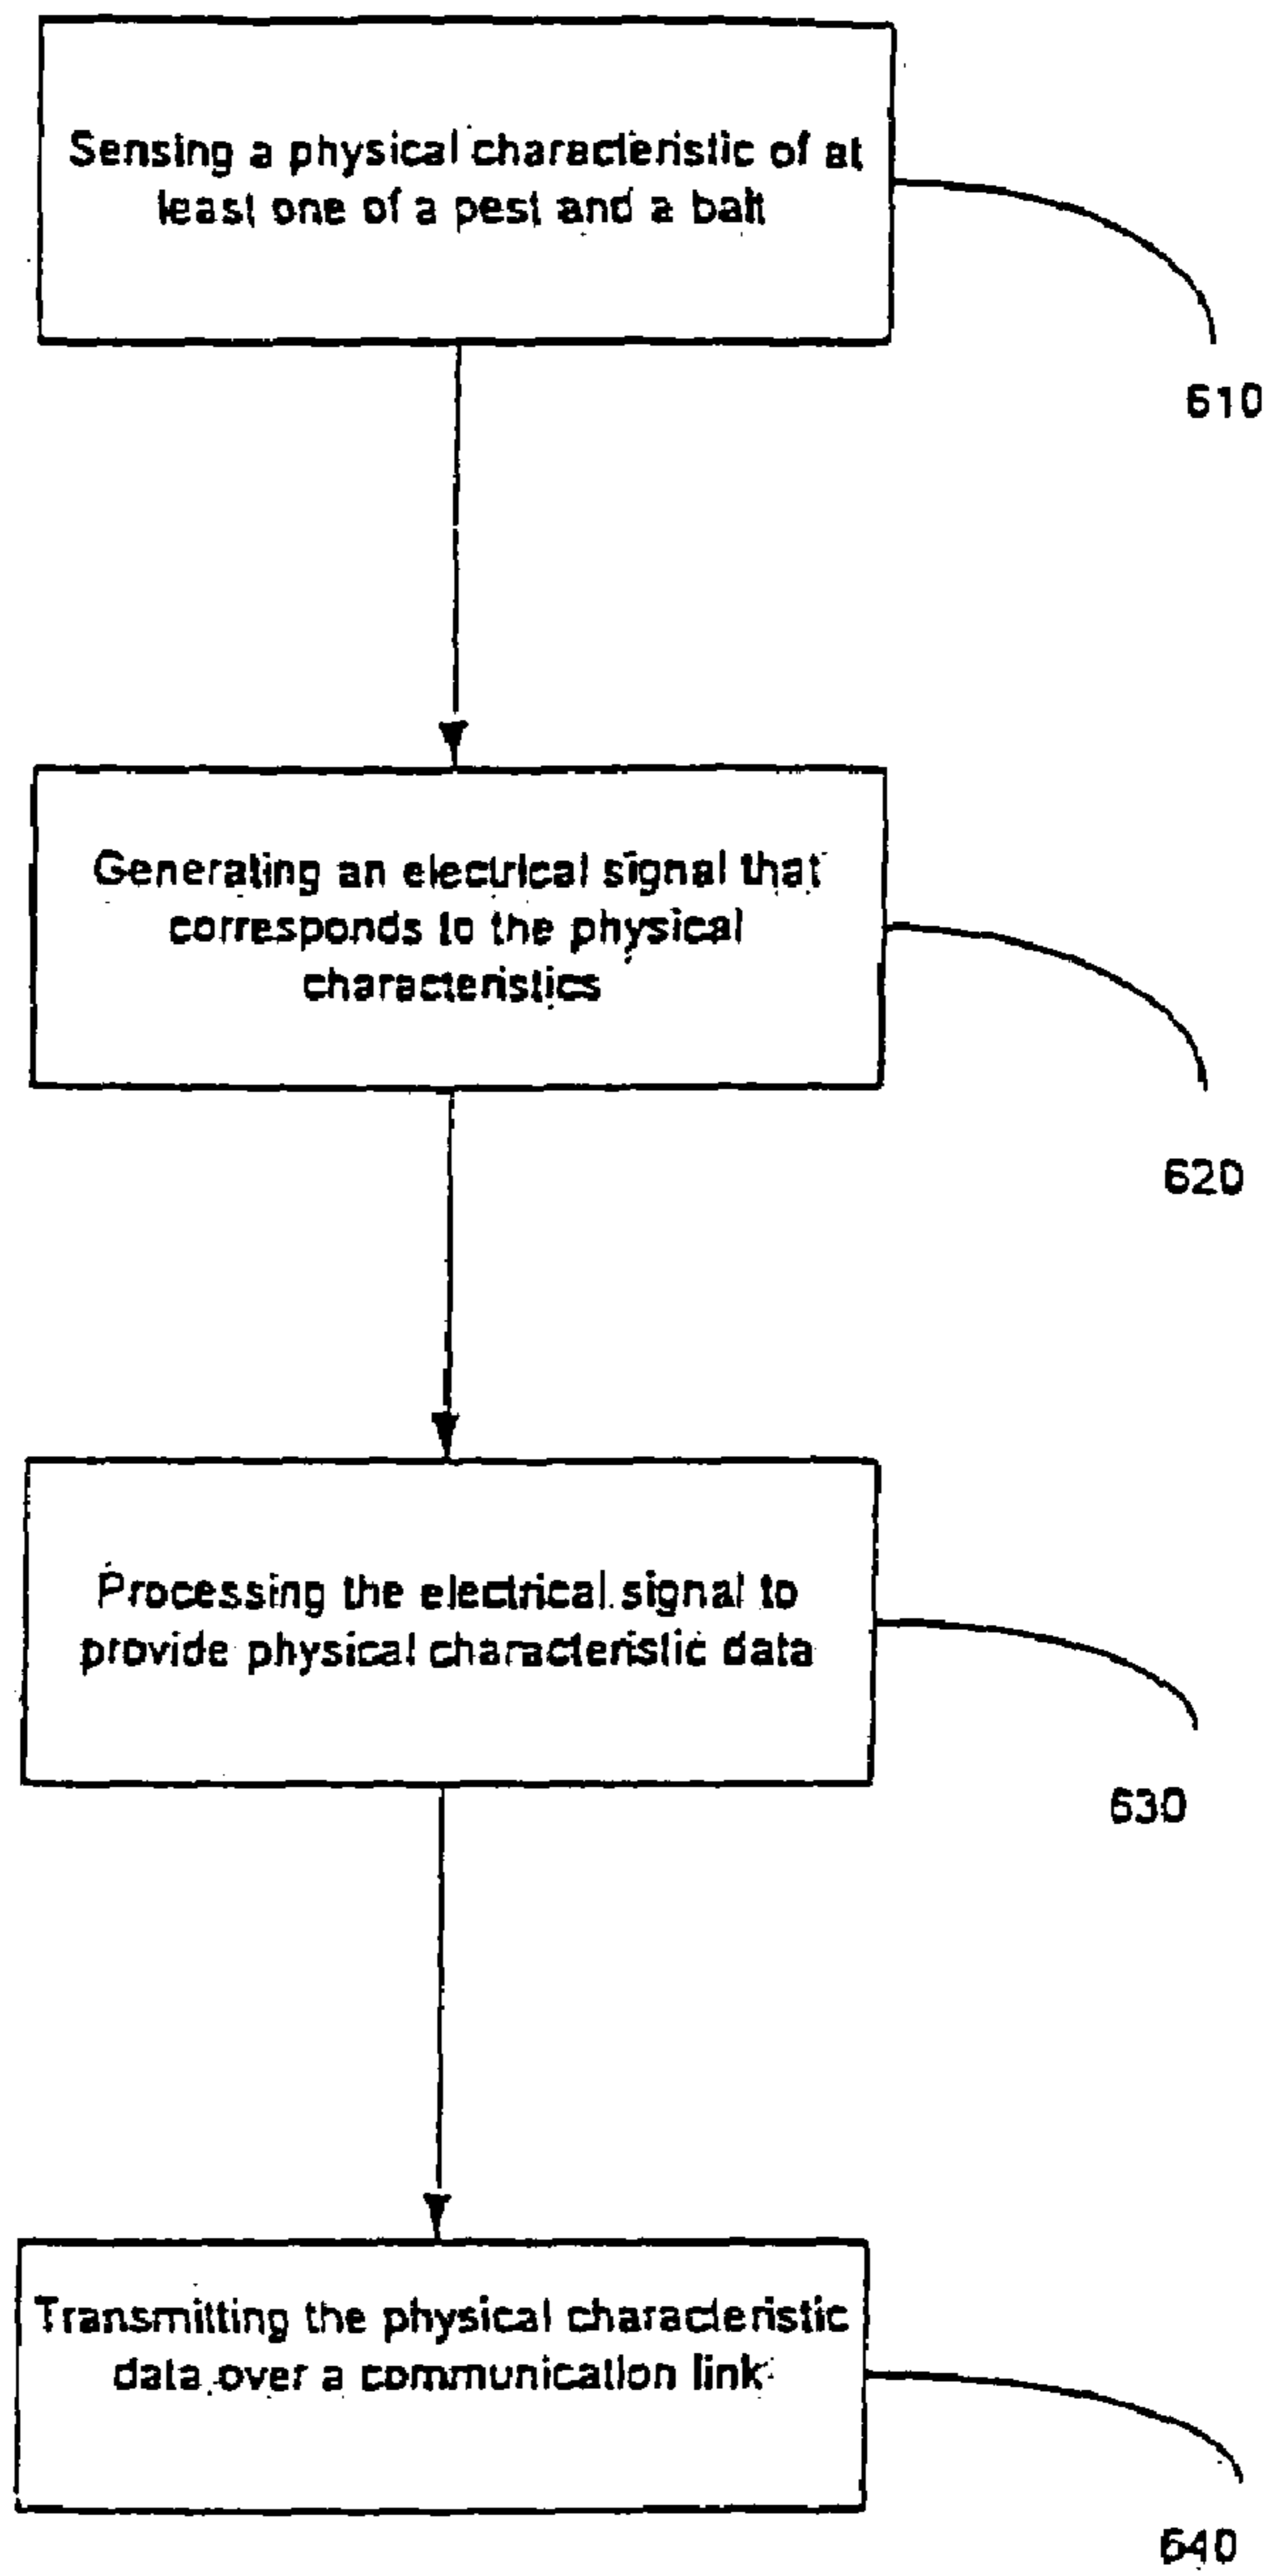 Sensing a physical characteristic of at
least one of a pest and a bait
610
Generating an electrical signal that
corresponds to the physical
characteristics
620
Processing the electrical signal to
provide physical characteristic data
630
Transmitting the physical characteristic
data over a communication link
640